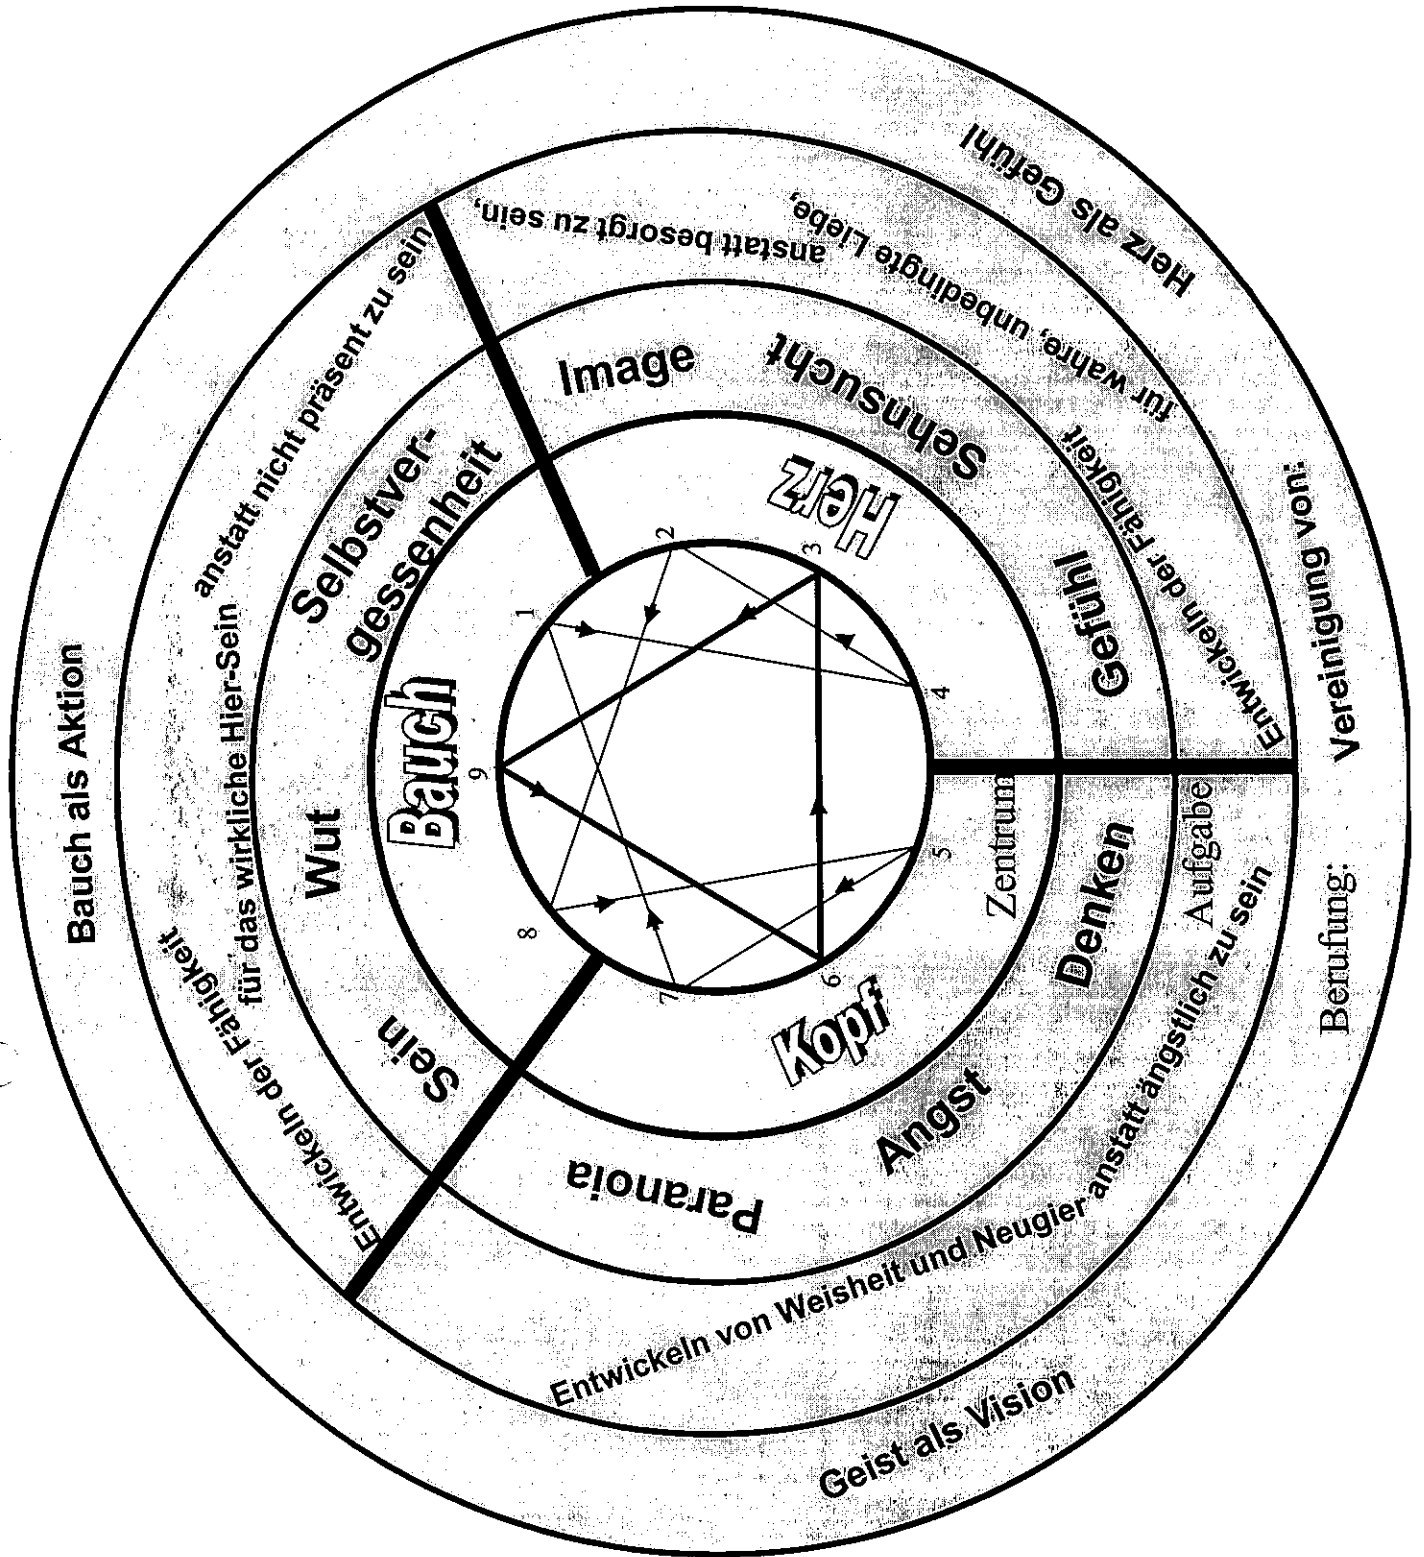 Bauch als Aktion
Entwickeln der Fähigkeit
für das wirkliche Hier-Sein
anstatt nicht präsent zu sein
Sein
Wut
Selbstver-
gessenheit
Bauch
Herz als Gefühl
Entwickeln der Fähigkeit
für wahre, unbedingte Liebe,
anstatt besorgt zu sein,
Gefühl
Sehnsucht
Image
Herz
Geist als Vision
Entwickeln von Weisheit und Neugier anstatt ängstlich zu sein
Paranoia
Angst
Denken
Kopf
9
1
2
3
4
5
6
7
8
Zentrum
Aufgabe
Berufung:
Vereinigung von: